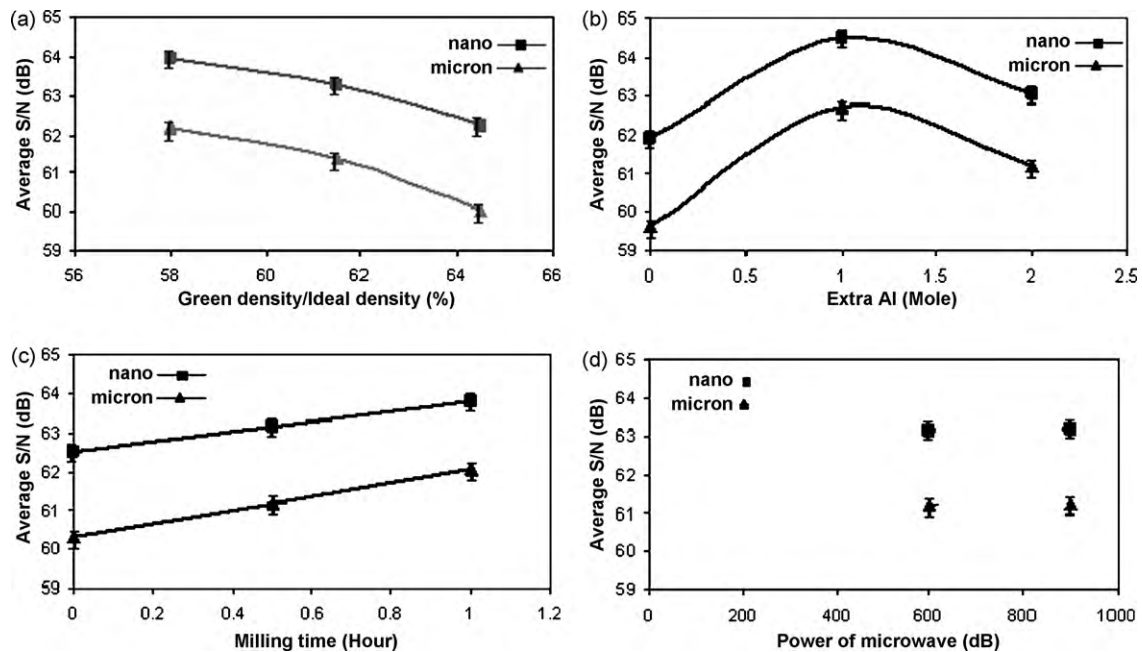 (a)
65
64
63
62
61
60
59
Average S/N (dB)
nano
micron
56 58 60 62 64 66
Green density/Ideal density (%)
(b)
65
64
63
62
61
60
59
Average S/N (dB)
nano
micron
0 0.5 1 1.5 2 2.5
Extra Al (Mole)
(c)
65
64
63
62
61
60
59
Average S/N (dB)
nano
micron
0 0.2 0.4 0.6 0.8 1 1.2
Milling time (Hour)
(d)
65
64
63
62
61
60
59
Average S/N (dB)
nano
micron
0 200 400 600 800 1000
Power of microwave (dB)